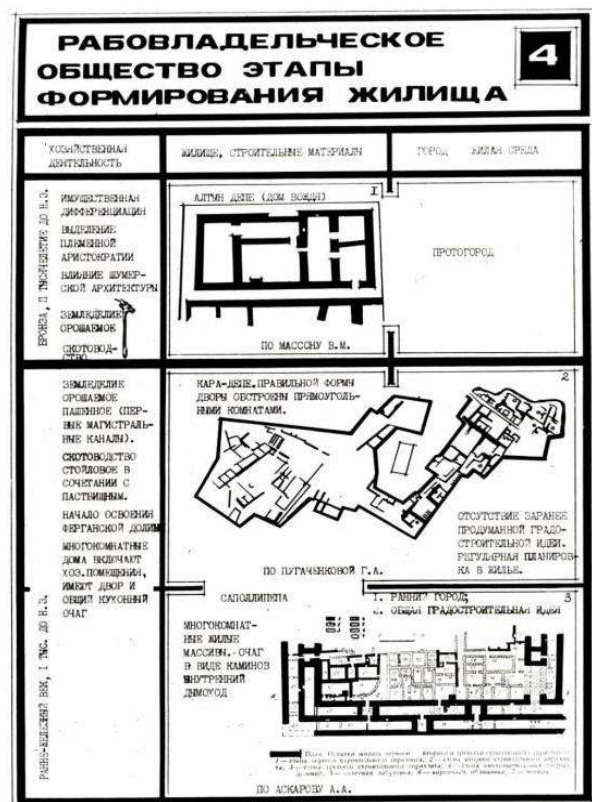 РАБОВЛАДЕЛЬЧЕСКОЕ
ОБЩЕСТВО ЭТАПЫ
ФОРМИРОВАНИЯ ЖИЛИЩА
4
ХОЗЯЙСТВЕННАЯ
ДЕЯТЕЛЬНОСТЬ
ЖИЛИЩЕ, СТРОИТЕЛЬНЫЕ МАТЕРИАЛЫ
ГОРОД ЖИЛАЯ СРЕДА
БРОНЗА, II ТЫСЯЧЕЛЕТИЕ ДО Н.Э.
ИМУЩЕСТВЕННАЯ
ДИФФЕРЕНЦИАЦИЯ
ВЫДЕЛЕНИЕ
ПЛЕМЕННОЙ
АРИСТОКРАТИИ
ВЛИЯНИЕ ШУМЕР-
СКОЙ АРХИТЕКТУРЫ
ЗЕМЛЕДЕЛИЕ
ОРОШАЕМОЕ
СКОТОВОД-
СТВО
АЛТЫН ДЕПЕ (ДОМ ВОЖДЯ)
1
ПО МАССОНУ В.М.
ПРОТОГОРОД
РАННЕ-ЖЕЛЕЗНЫЙ ВЕК, I ТЫС. ДО Н.Э.
ЗЕМЛЕДЕЛИЕ
ОРОШАЕМОЕ
ПАШЕННОЕ (ПЕР-
ВЫЕ МАГИСТРАЛЬ-
НЫЕ КАНАЛЫ).
СКОТОВОДСТВО
СТОЙЛОВОЕ В
СОЧЕТАНИИ С
ПАСТБИЩНЫМ.
НАЧАЛО ОСВОЕНИЯ
ФЕРГАНСКОЙ ДОЛИНЫ
МНОГОКОМНАТНЫЕ
ДОМА ВКЛЮЧАЮТ
ХОЗ.ПОМЕЩЕНИЯ,
ИМЕЮТ ДВОР И
ОБЩИЙ КУХОННЫЙ
ОЧАГ
КАРА-ДЕПЕ.ПРАВИЛЬНОЙ ФОРМЫ
ДВОРЫ ОБСТРОЕНЫ ПРЯМОУГОЛЬ-
НЫМИ КОМНАТАМИ.
2
ОТСУТСТВИЕ ЗАРАНЕЕ
ПРОДУМАННОЙ ГРАДО-
СТРОИТЕЛЬНОЙ ИДЕИ.
РЕГУЛЯРНАЯ ПЛАНИРОВ-
КА В ЖИЛЬЕ.
ПО ПУГАЧЕНКОВОЙ Г.А.
САПОЛЛИПЕПА
1. РАННИЙ ГОРОД;
2. ОБЩАЯ ГРАДОСТРОИТЕЛЬНАЯ ИДЕЯ
3
МНОГОКОМНАТ-
НЫЕ ЖИЛЫЕ
МАССИВЫ. ОЧАГ
В ВИДЕ КАМИНОВ
ВНУТРЕННИЙ
ДЫМОХОД
ПО АСКАРОВУ А.А.